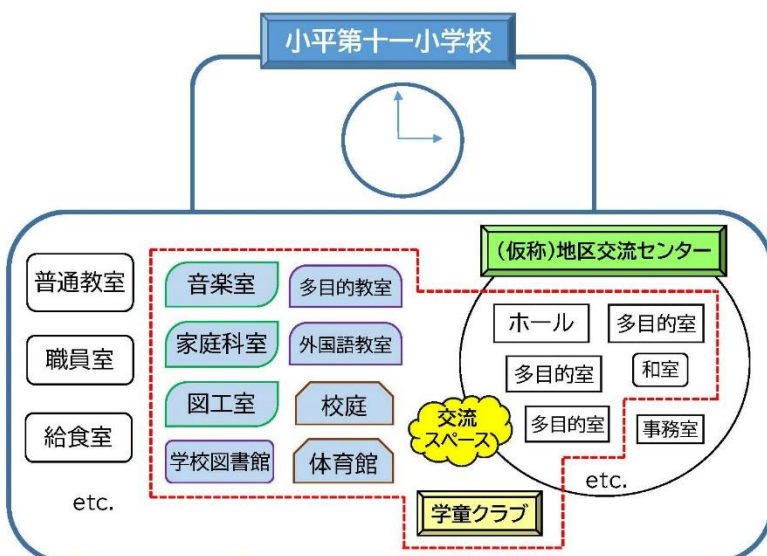 小平第十一小学校
(仮称)地区交流センター
普通教室
職員室
給食室
etc.
音楽室
多目的教室
家庭科室
外国語教室
図工室
校庭
学校図書館
体育館
ホール
多目的室
多目的室
和室
多目的室
事務室
etc.
交流
スペース
学童クラブ